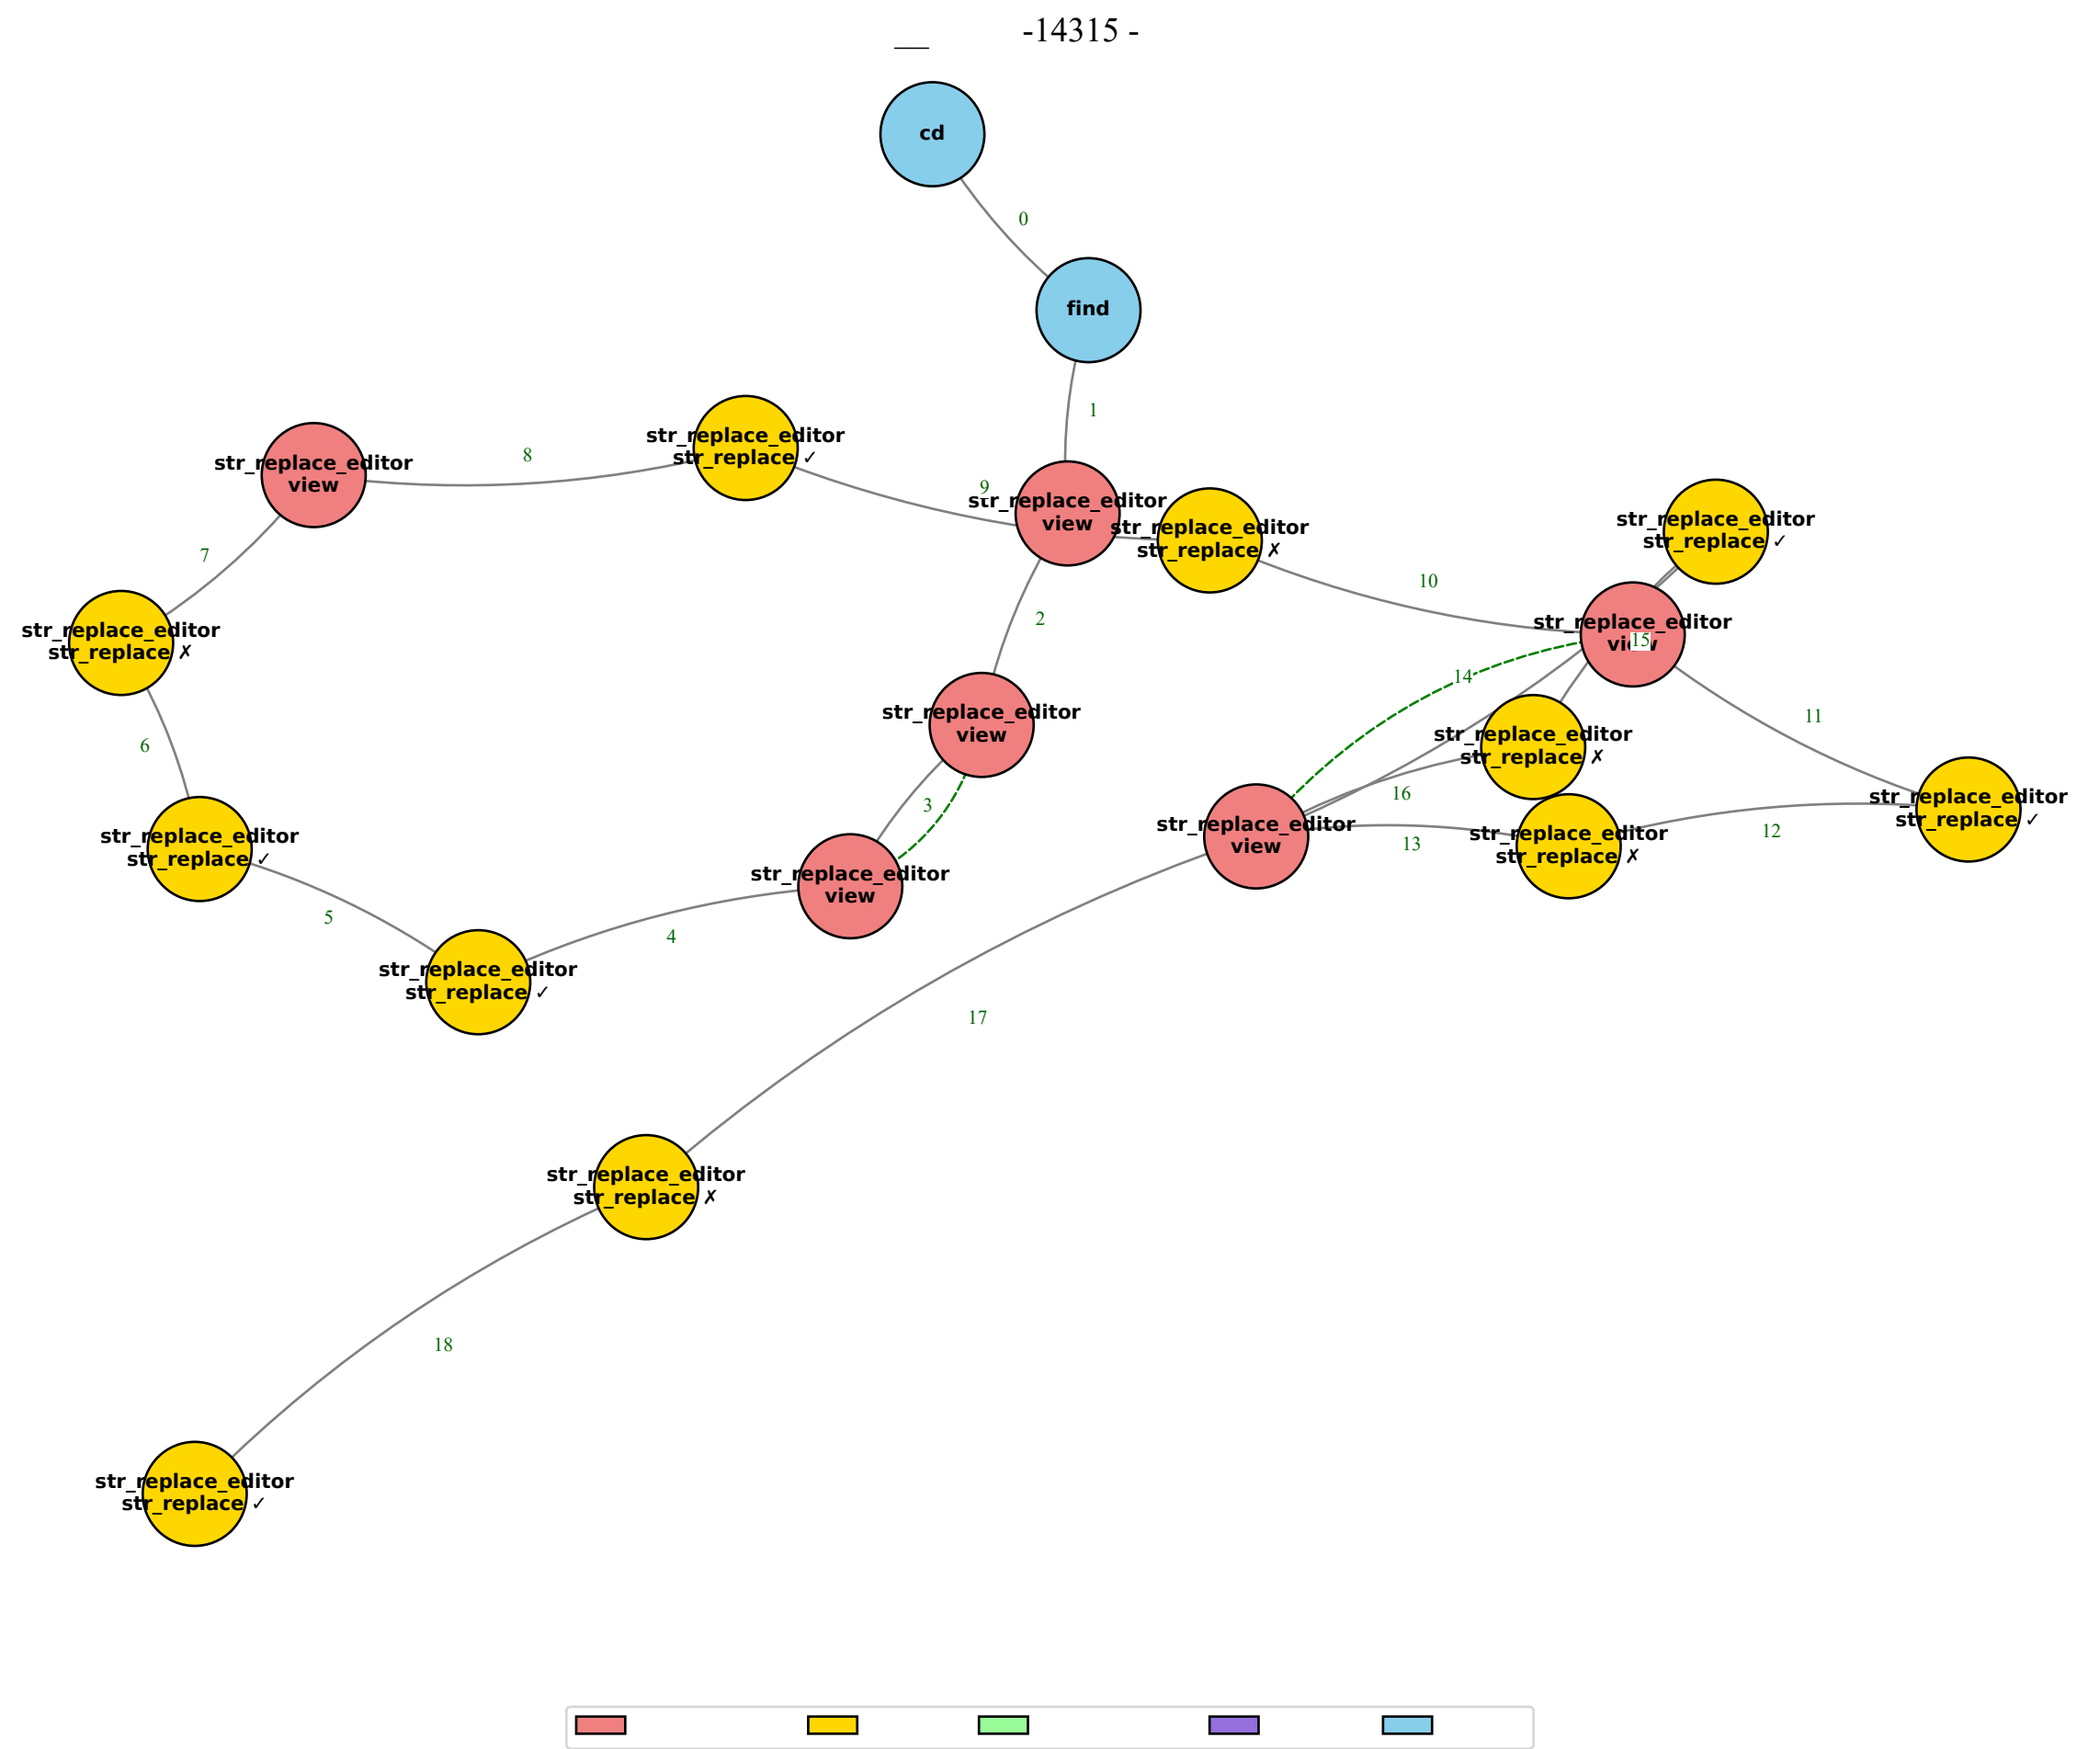 __ -14315 -
cd
0
find
1
str_replace_editor
str_replace ✓
8
str_replace_editor
view
9
str_replace_editor
view
str_replace_editor
str_replace ✗
str_replace_editor
str_replace ✓
7
10
2
str_replace_editor
view
15
str_replace_editor
str_replace ✗
14
11
6
str_replace_editor
view
str_replace_editor
str_replace ✗
3
16
str_replace_editor
str_replace ✓
str_replace_editor
view
13
str_replace_editor
str_replace ✗
12
str_replace_editor
str_replace ✓
5
str_replace_editor
view
4
str_replace_editor
str_replace ✓
17
str_replace_editor
str_replace ✗
18
str_replace_editor
str_replace ✓